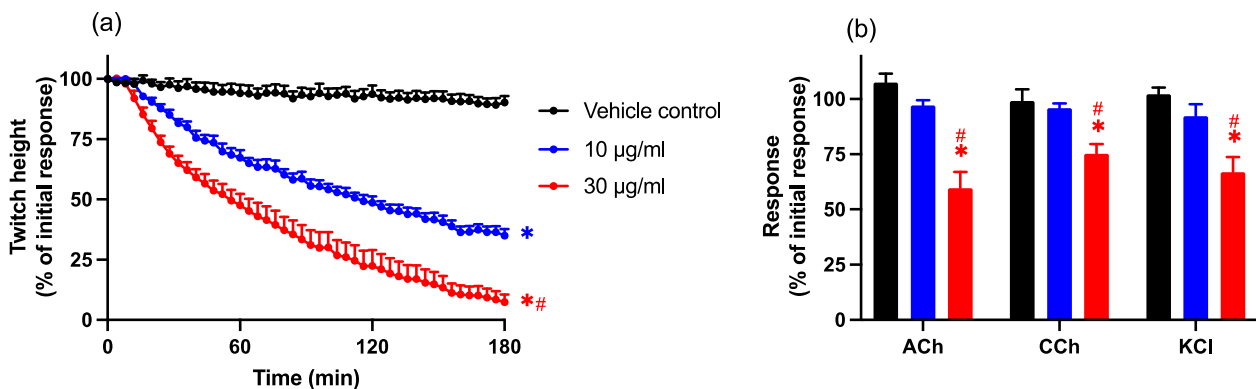 (a)
Twitch height
(% of initial response)
100
75
50
25
0
0 60 120 180
Time (min)
Vehicle control
10 µg/ml
30 µg/ml
*
*#
(b)
Response
(% of initial response)
100
75
50
25
0
#
*
#
*
#
*
ACh CCh KCl